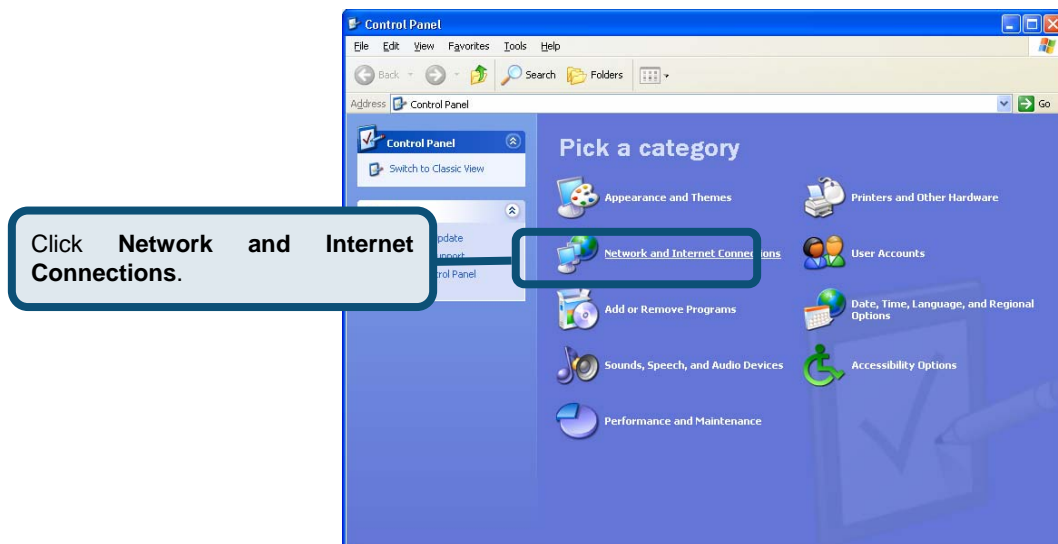 Control Panel
File Edit View Favorites Tools Help
Back Search Folders
Address Control Panel Go
Control Panel
Switch to Classic View
Pick a category
Appearance and Themes
Printers and Other Hardware
Click Network and Internet
Connections.
Network and Internet Connections
User Accounts
Control Panel
Add or Remove Programs
Date, Time, Language, and Regional
Options
Sounds, Speech, and Audio Devices
Accessibility Options
Performance and Maintenance